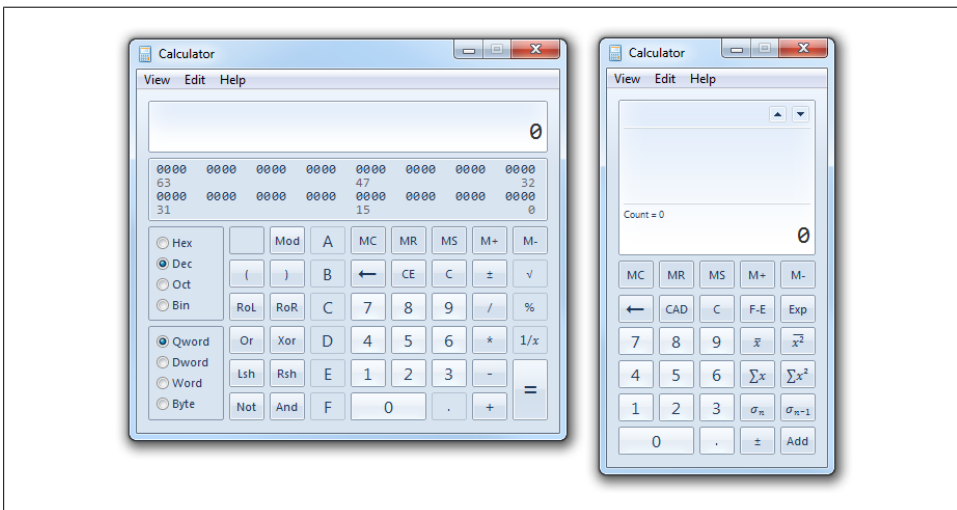 Calculator
View Edit Help
0
0000 0000 0000 0000 0000 0000 0000 0000
63 47 32
0000 0000 0000 0000 0000 0000 0000 0000
31 15 0
Hex
Dec
Oct
Bin
Qword
Dword
Word
Byte
Mod A MC MR MS M+ M-
( ) B ← CE C ± √
RoL RoR C 7 8 9 / %
Or Xor D 4 5 6 * 1/x
Lsh Rsh E 1 2 3 - =
Not And F 0 . +
Calculator
View Edit Help
Count = 0
0
MC MR MS M+ M-
← CAD C F-E Exp
7 8 9 x̅ x̅²
4 5 6 ∑x ∑x²
1 2 3 σₙ σₙ₋₁
0 . ± Add